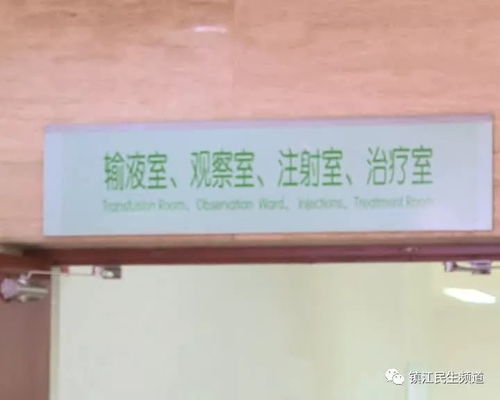 输液室、观察室、注射室、治疗室
Transfusion Room、Observation Ward、Injections、Treatment Room
镇江民生频道